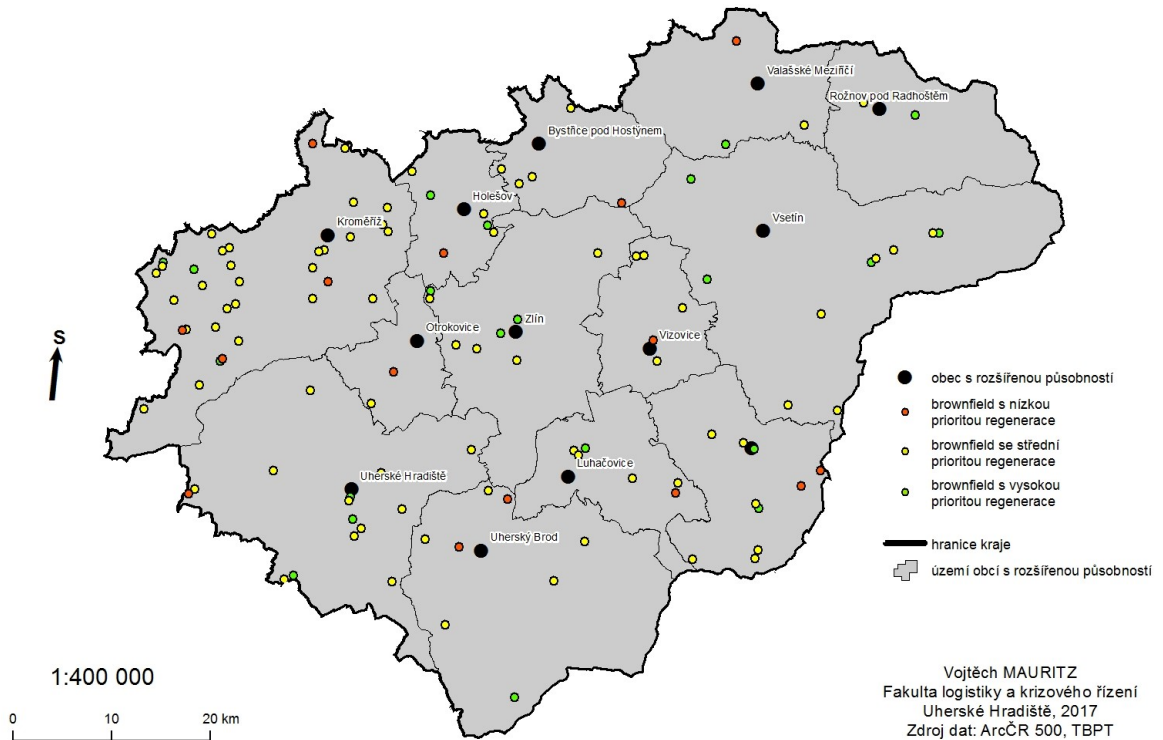 Valašské Meziříčí
Rožnov pod Radhoštěm
Bystřice pod Hostýnem
Holešov
Kroměříž
Vsetín
S
Otrokovice
Zlín
Vizovice
Luhačovice
Uherské Hradiště
Uherský Brod
obec s rozšířenou působností
brownfield s nízkou
prioritou regenerace
brownfield se střední
prioritou regenerace
brownfield s vysokou
prioritou regenerace
hranice kraje
území obcí s rozšířenou působností
1:400 000
0 10 20 km
Vojtěch MAURITZ
Fakulta logistiky a krizového řízení
Uherské Hradiště, 2017
Zdroj dat: ArcČR 500, TBPT